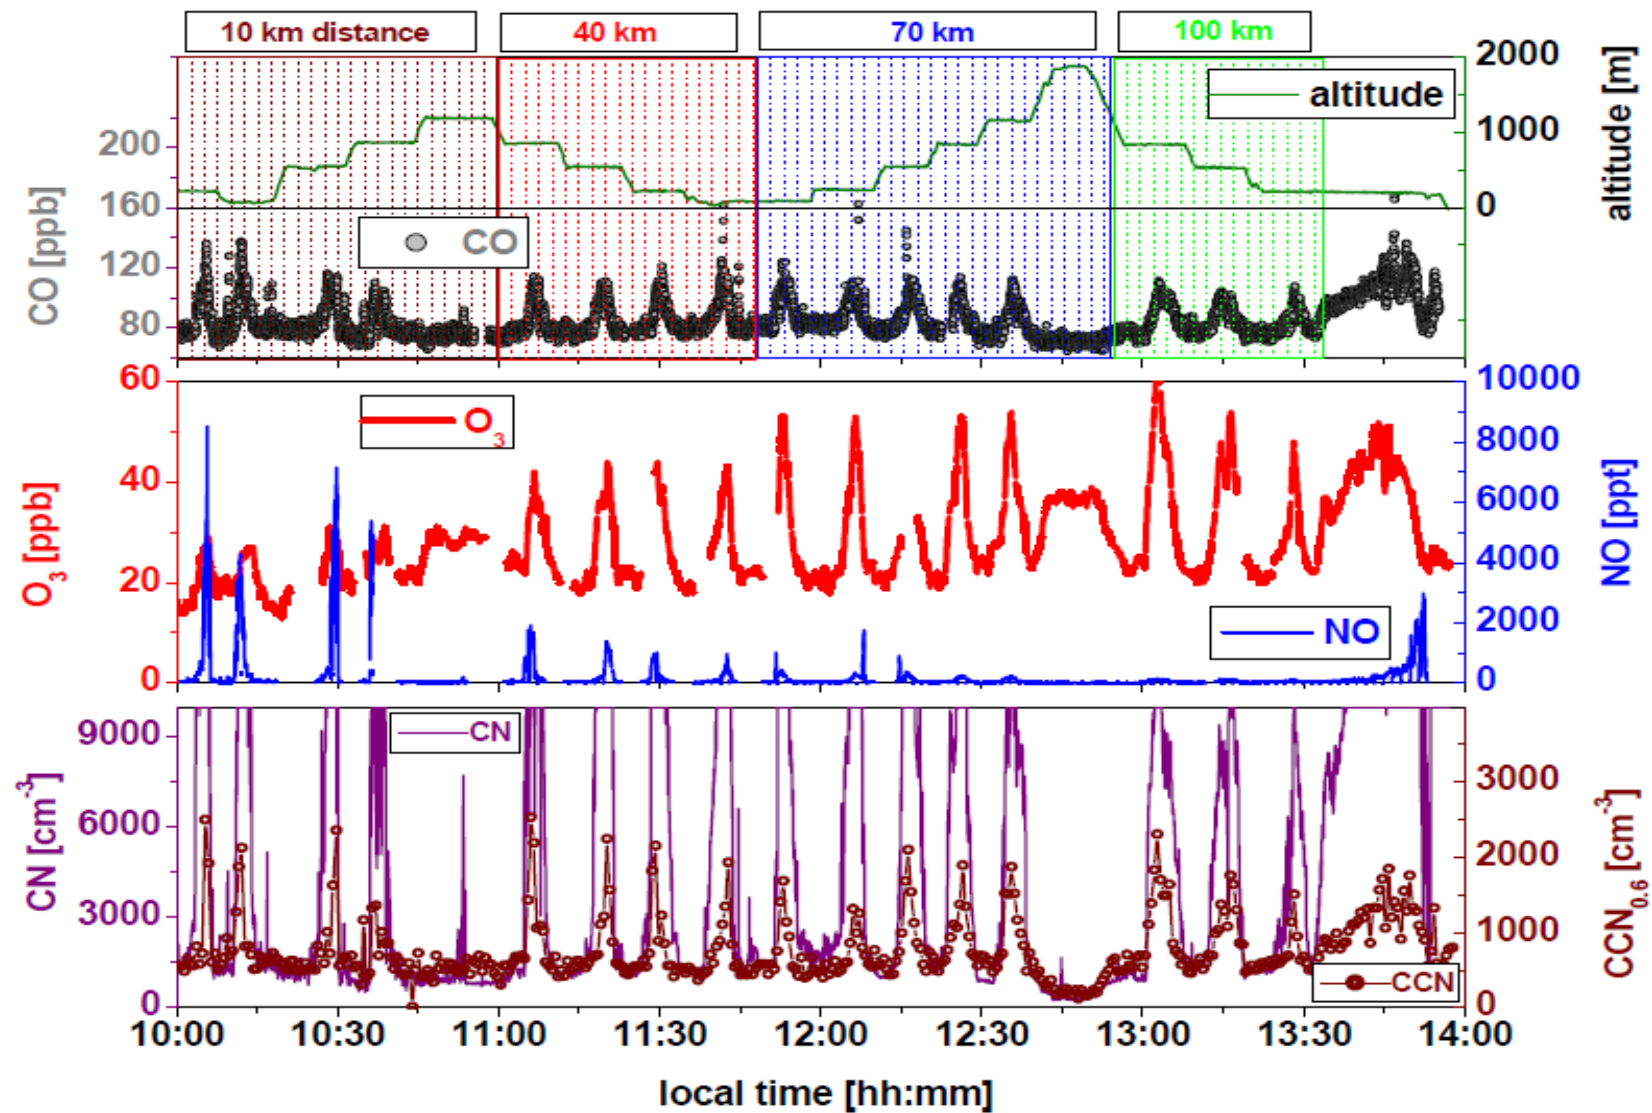 10 km distance 40 km 70 km 100 km
altitude
CO
CO [ppb]
200
160
120
80
altitude [m]
2000
1000
0
O3
NO
O3 [ppb]
60
40
20
0
NO [ppt]
10000
8000
6000
4000
2000
0
CN
CCN
CN [cm-3]
9000
6000
3000
0
CCN0.6 [cm-3]
3000
2000
1000
0
10:00 10:30 11:00 11:30 12:00 12:30 13:00 13:30 14:00
local time [hh:mm]